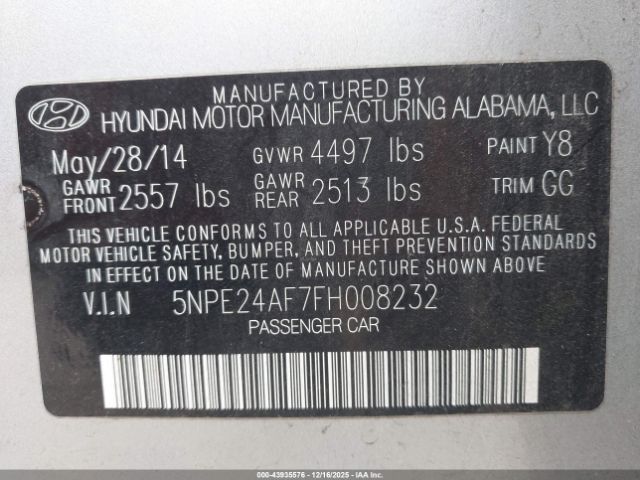 MANUFACTURED BY
HYUNDAI MOTOR MANUFACTURING ALABAMA, LLC
May/28/14 GVWR 4497 lbs PAINT Y8
GAWR FRONT 2557 lbs GAWR REAR 2513 lbs TRIM GG
THIS VEHICLE CONFORMS TO ALL APPLICABLE U.S.A. FEDERAL
MOTOR VEHICLE SAFETY, BUMPER, AND THEFT PREVENTION STANDARDS
IN EFFECT ON THE DATE OF MANUFACTURE SHOWN ABOVE
V.I.N 5NPE24AF7FH008232
PASSENGER CAR
000-43935576 - 12/16/2025 - IAAI.COM